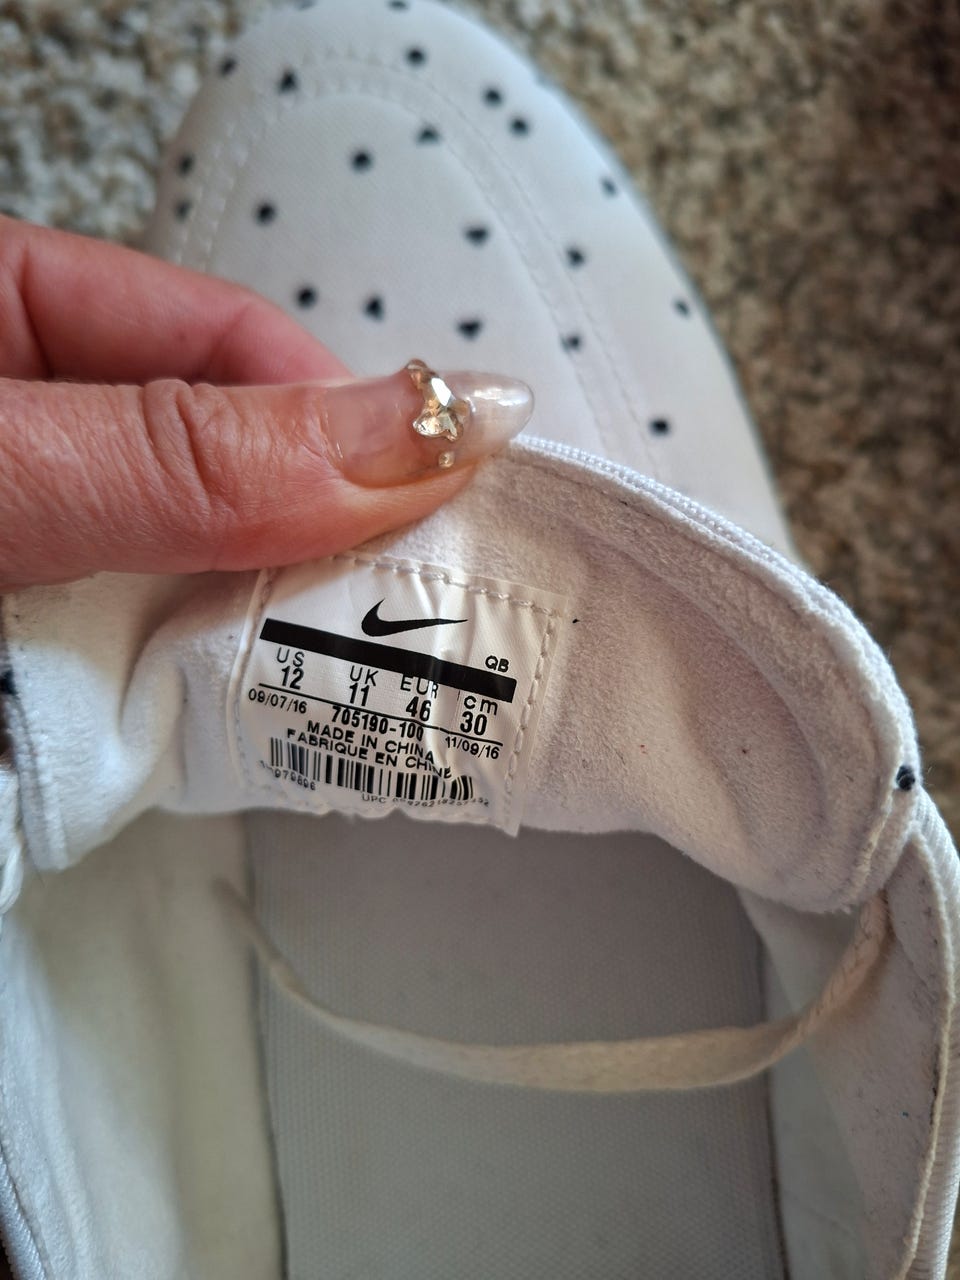 QB
US UK EUR cm
12 11 46 30
09/07/16 705190-100 11/09/16
MADE IN CHINA
FABRIQUE EN CHINE
UPC